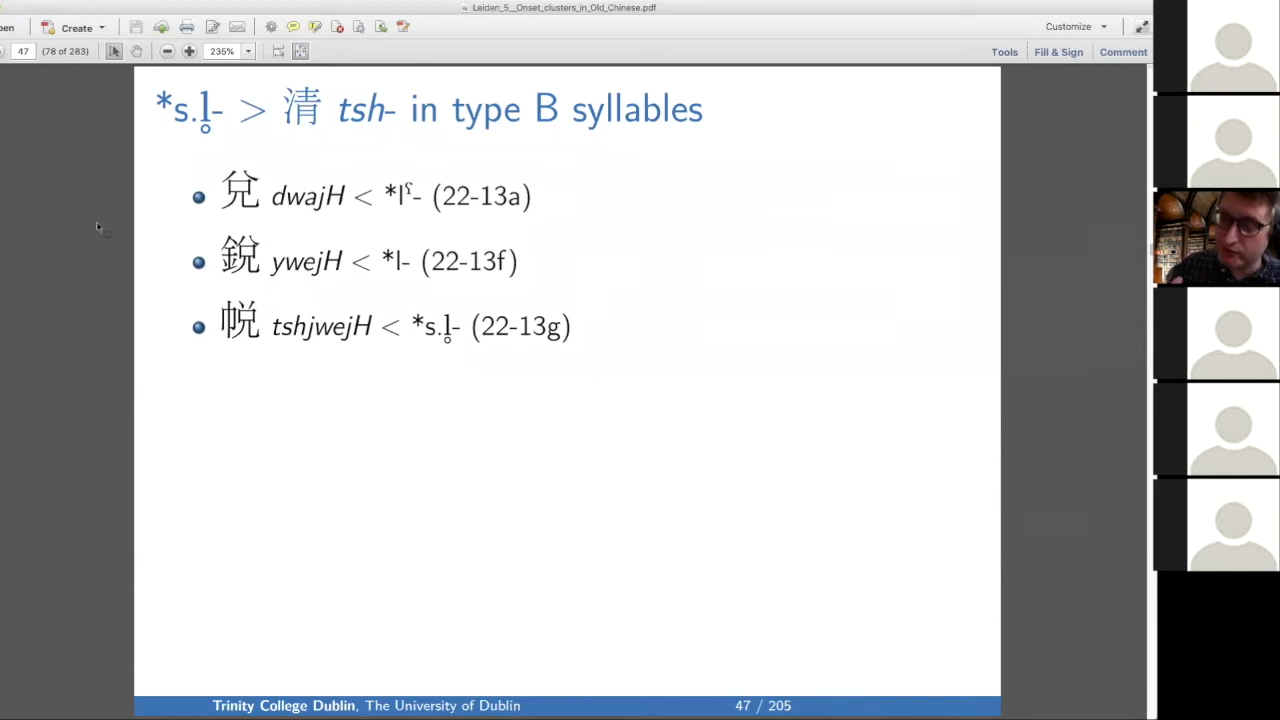 Leiden_5__Onset_clusters_in_Old_Chinese.pdf
pen Create Customize
47 (78 of 283) 235% Tools Fill & Sign Comment
*s.l̥- > 清 tsh- in type B syllables
兌 dwajH < *lˤ- (22-13a)
銳 ywejH < *l- (22-13f)
帨 tshjwejH < *s.l̥- (22-13g)
Trinity College Dublin, The University of Dublin 47 / 205